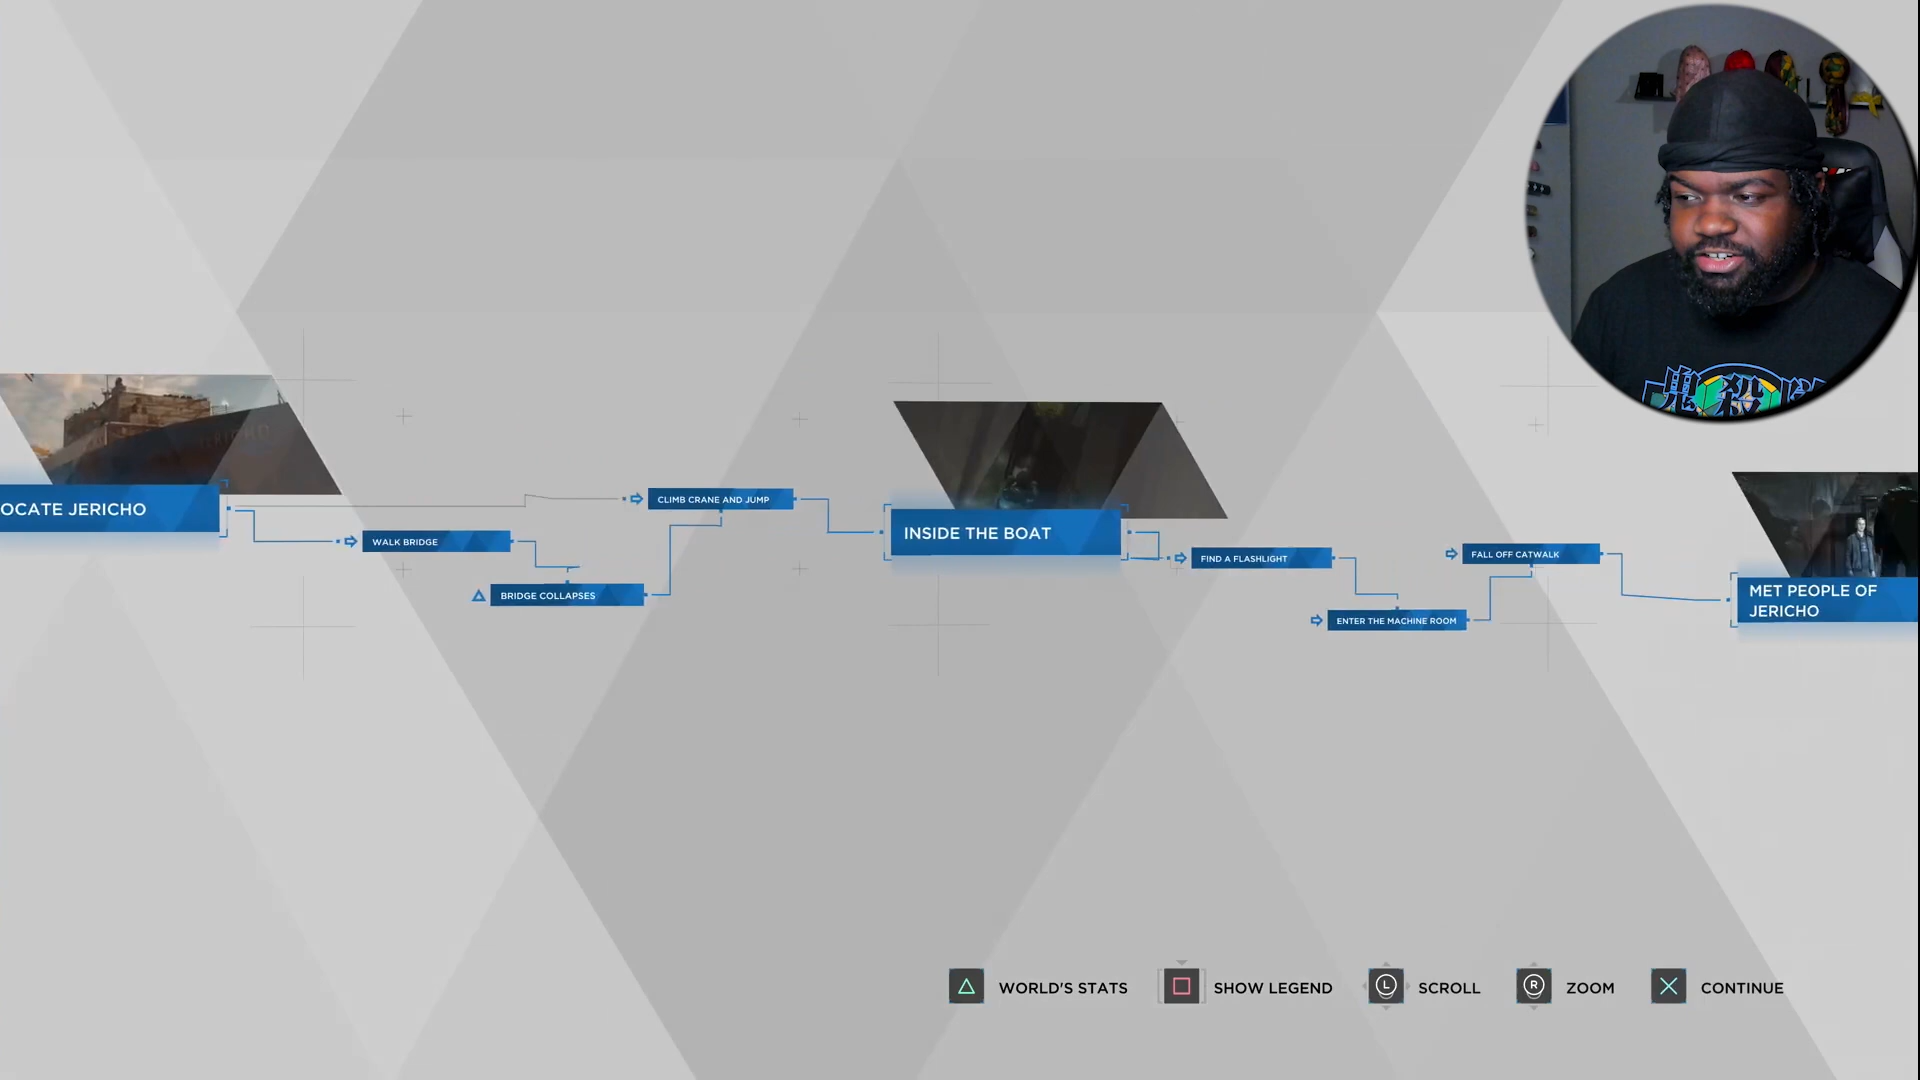 OCATE JERICHO
WALK BRIDGE
BRIDGE COLLAPSES
CLIMB CRANE AND JUMP
INSIDE THE BOAT
FIND A FLASHLIGHT
ENTER THE MACHINE ROOM
FALL OFF CATWALK
MET PEOPLE OF
JERICHO
JERICHO
WORLD'S STATS
SHOW LEGEND
L
SCROLL
R
ZOOM
CONTINUE